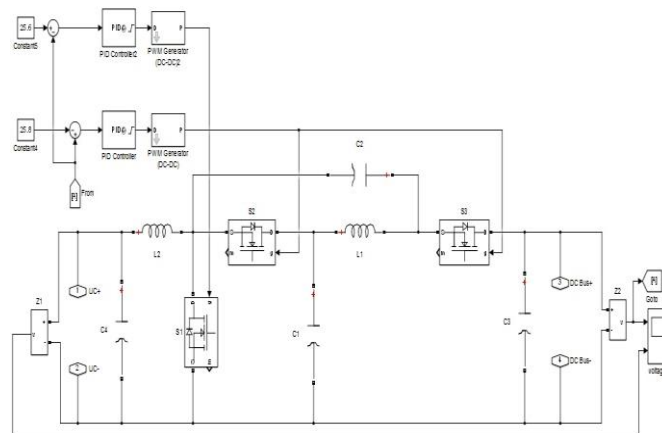 25.6
Constant5
PID(z)
PID Controller2
D
P
PWM Generator
(DC-DC)2
25.8
Constant4
PID(z)
PID Controller
D
P
PWM Generator
(DC-DC)
From
C2
L2
S2
L1
S3
Z1
v
1
UC+
C4
S1
C1
C3
3
DC Bus+
Z2
v
Goto
voltage
2
UC-
4
DC Bus-